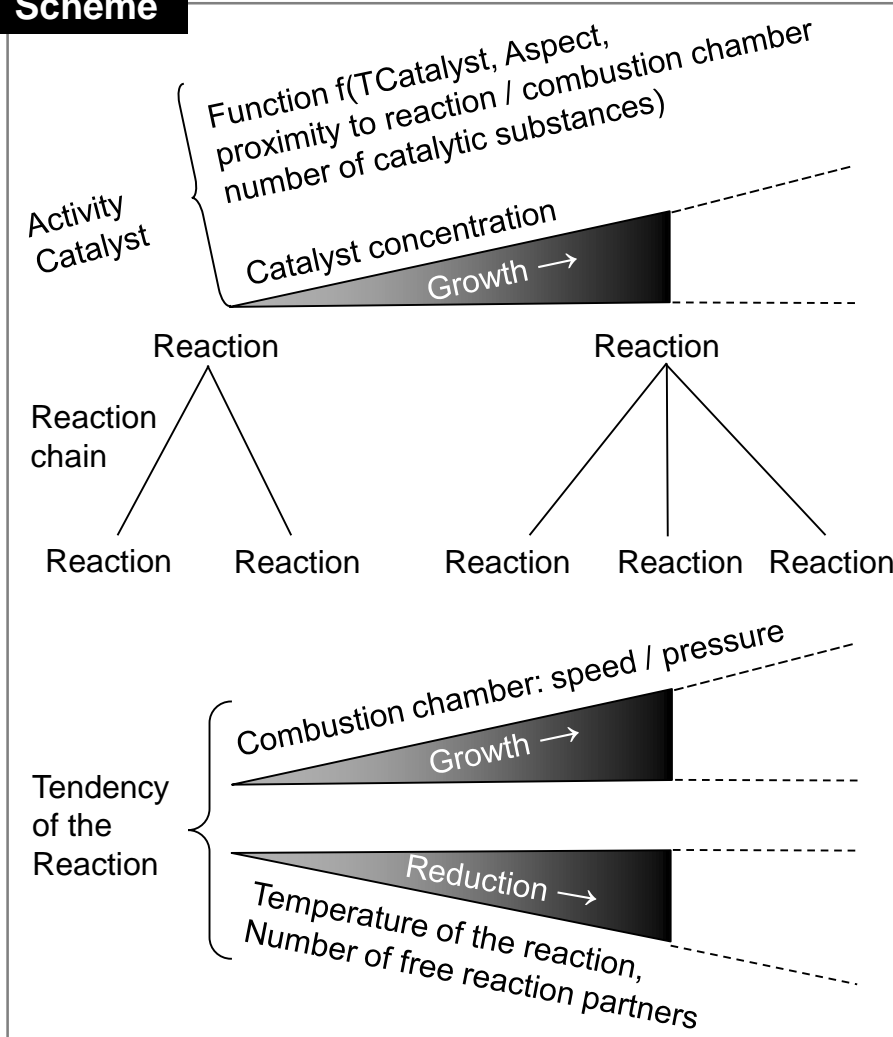 Scheme
Function f(TCatalyst, Aspect,
proximity to reaction / combustion chamber
number of catalytic substances)
Activity
Catalyst
Catalyst concentration
Growth →
Reaction Reaction
Reaction
chain
Reaction Reaction Reaction Reaction Reaction
Combustion chamber: speed / pressure
Growth →
Tendency
of the
Reaction
Reduction →
Temperature of the reaction,
Number of free reaction partners